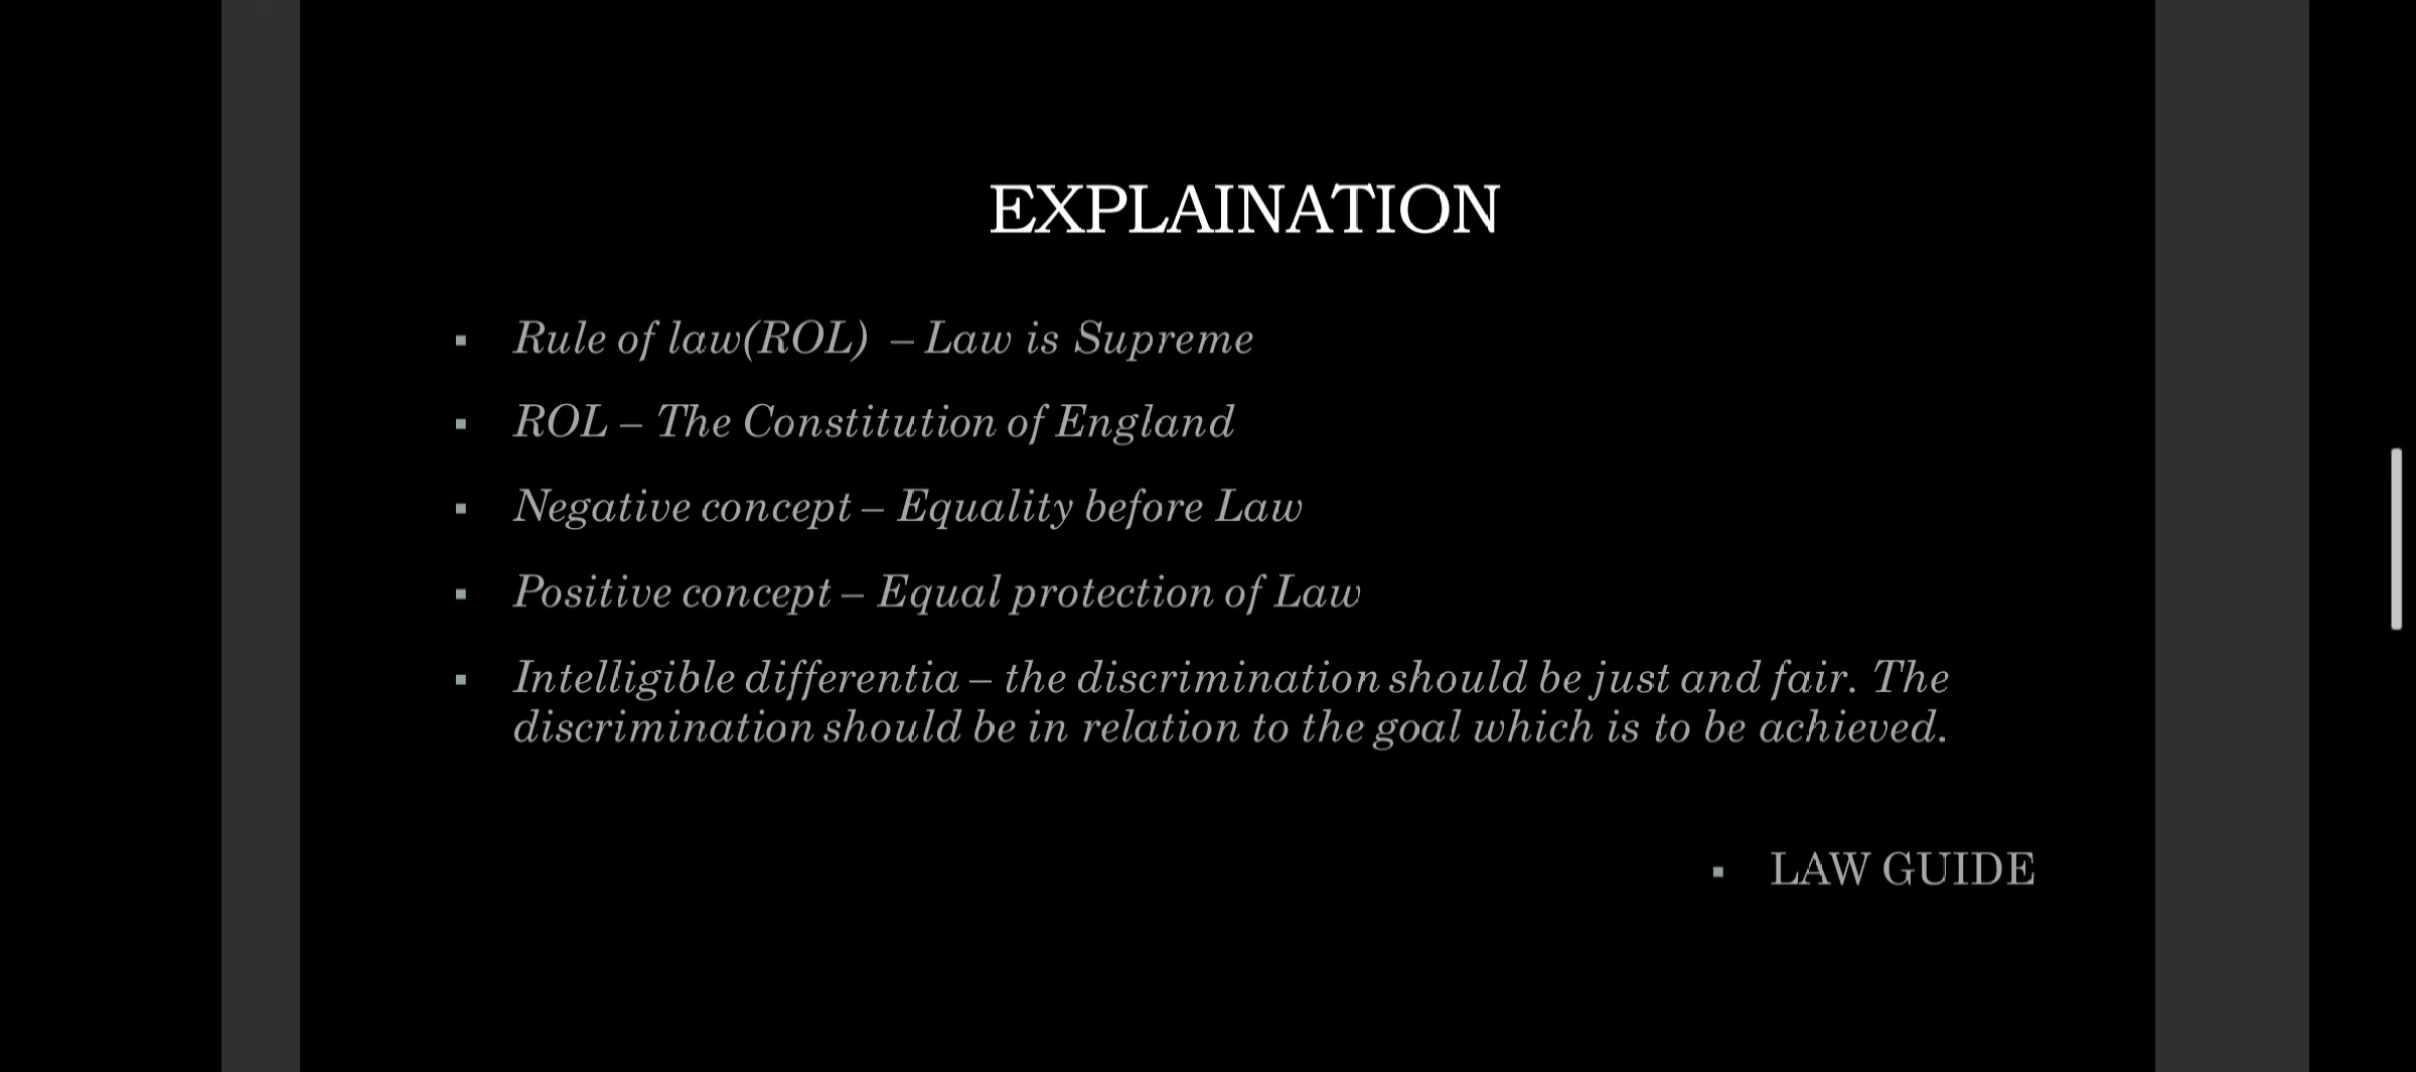 EXPLAINATION
▪ Rule of law(ROL) – Law is Supreme
▪ ROL – The Constitution of England
▪ Negative concept – Equality before Law
▪ Positive concept – Equal protection of Law
▪ Intelligible differentia – the discrimination should be just and fair. The
discrimination should be in relation to the goal which is to be achieved.
▪ LAW GUIDE